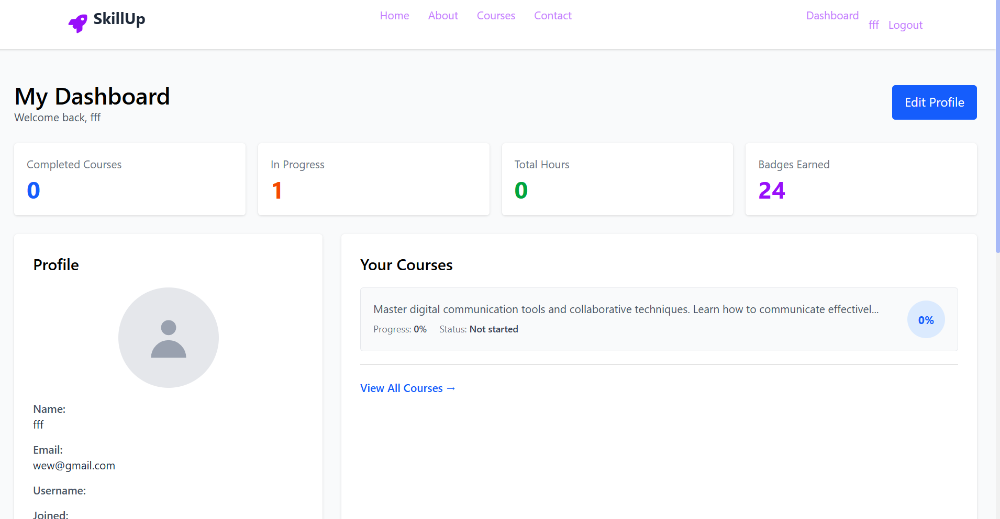 SkillUp
Home About Courses Contact
Dashboard fff Logout
My Dashboard
Welcome back, fff
Edit Profile
Completed Courses
0
In Progress
1
Total Hours
0
Badges Earned
24
Profile
Name:
fff
Email:
wew@gmail.com
Username:
Joined:
Your Courses
Master digital communication tools and collaborative techniques. Learn how to communicate effectivel...
Progress: 0% Status: Not started
0%
View All Courses →